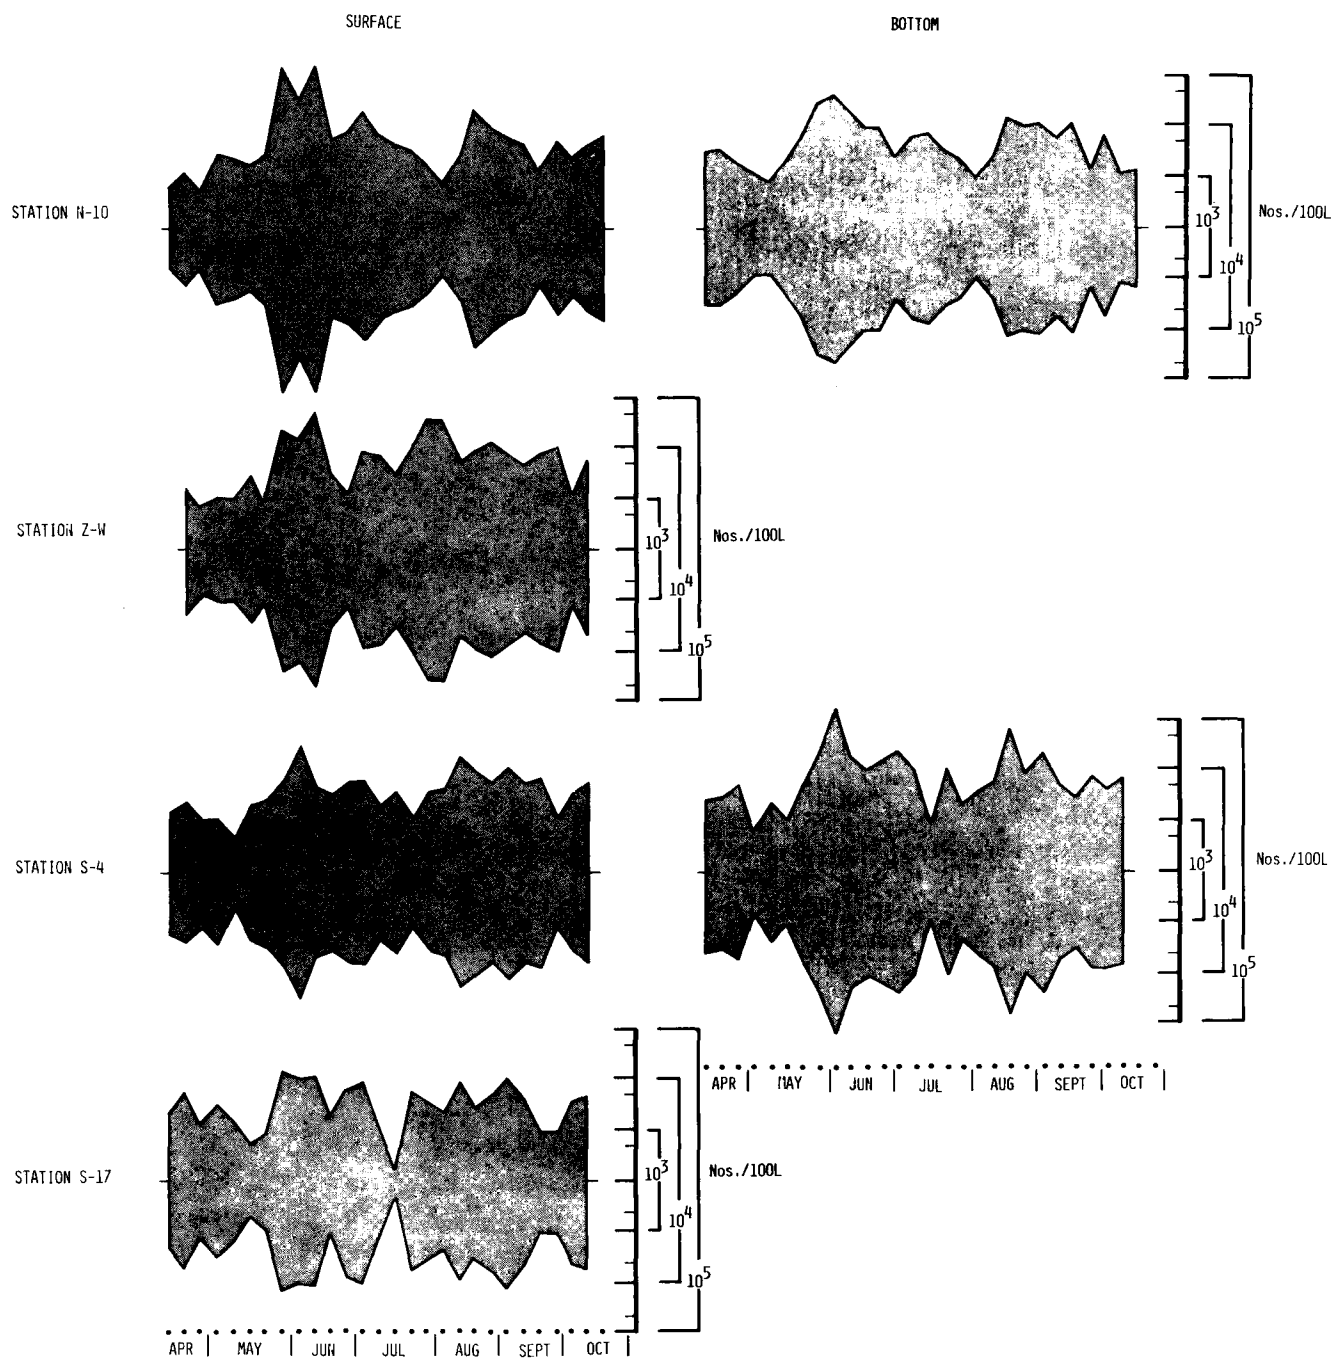 SURFACE BOTTOM
STATION N-10
10³
10⁴
10⁵
Nos./100L
STATION Z-W
10³
10⁴
10⁵
Nos./100L
STATION S-4
10³
10⁴
10⁵
Nos./100L
APR | MAY | JUN | JUL | AUG | SEPT | OCT |
STATION S-17
10³
10⁴
10⁵
Nos./100L
APR | MAY | JUN | JUL | AUG | SEPT | OCT |